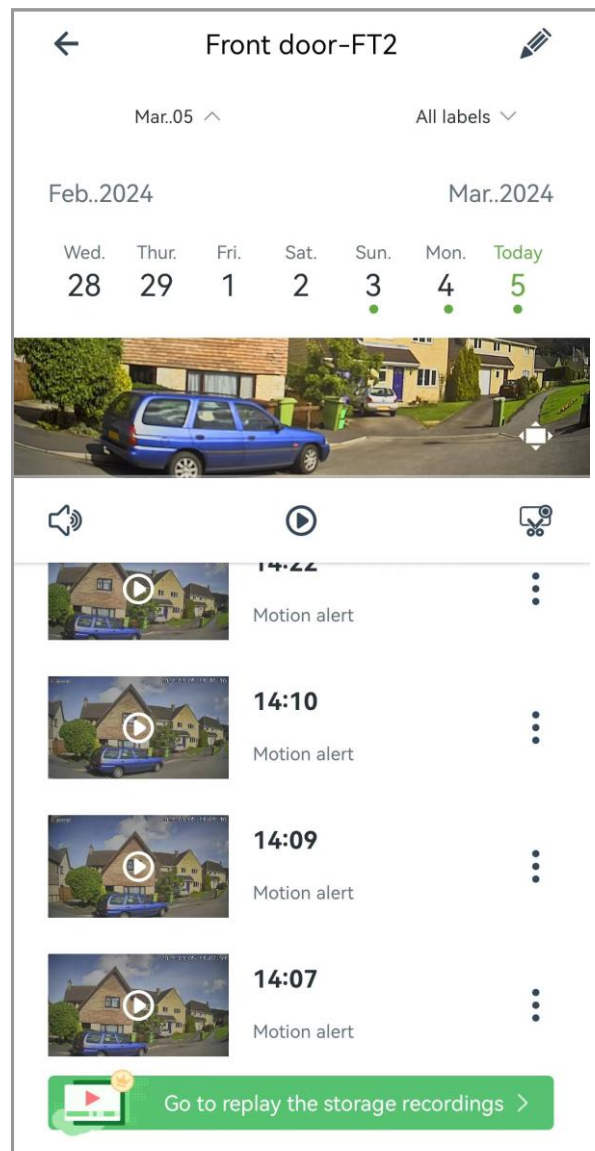 Front door-FT2
Mar..05 All labels
Feb..2024 Mar..2024
Wed. Thur. Fri. Sat. Sun. Mon. Today
28 29 1 2 3 4 5
14:22
Motion alert
14:10
Motion alert
14:09
Motion alert
14:07
Motion alert
Go to replay the storage recordings >